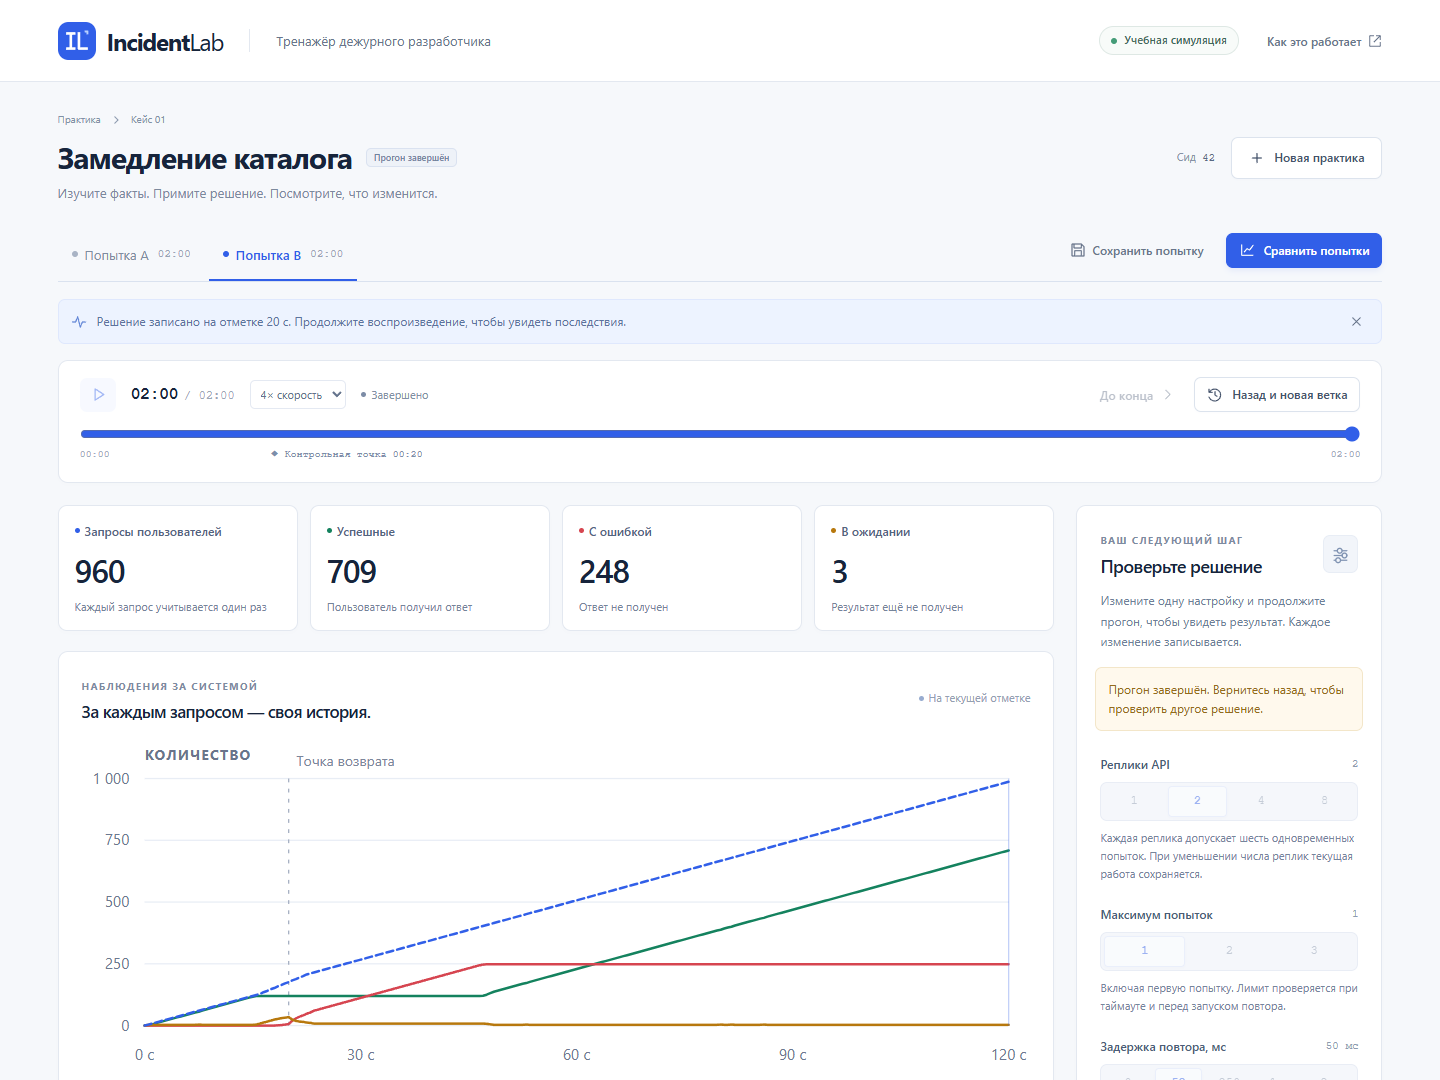 IL IncidentLab
Тренажёр дежурного разработчика
Учебная симуляция
Как это работает
Практика
Кейс 01
Замедление каталога
Прогон завершён
Сид 42
Новая практика
Изучите факты. Примите решение. Посмотрите, что изменится.
Попытка A 02:00
Попытка B 02:00
Сохранить попытку
Сравнить попытки
Решение записано на отметке 20 с. Продолжите воспроизведение, чтобы увидеть последствия.
02:00 / 02:00
4× скорость
Завершено
До конца
Назад и новая ветка
00:00
Контрольная точка 00:20
02:00
Запросы пользователей
960
Каждый запрос учитывается один раз
Успешные
709
Пользователь получил ответ
С ошибкой
248
Ответ не получен
В ожидании
3
Результат ещё не получен
НАБЛЮДЕНИЯ ЗА СИСТЕМОЙ
За каждым запросом — своя история.
На текущей отметке
КОЛИЧЕСТВО
Точка возврата
1 000
750
500
250
0
0 с
30 с
60 с
90 с
120 с
ВАШ СЛЕДУЮЩИЙ ШАГ
Проверьте решение
Измените одну настройку и продолжите
прогон, чтобы увидеть результат. Каждое
изменение записывается.
Прогон завершён. Вернитесь назад, чтобы
проверить другое решение.
Реплики API 2
1 2 4 8
Каждая реплика допускает шесть одновременных
попыток. При уменьшении числа реплик текущая
работа сохраняется.
Максимум попыток 1
1 2 3
Включая первую попытку. Лимит проверяется при
таймауте и перед запуском повтора.
Задержка повтора, мс 50 мс